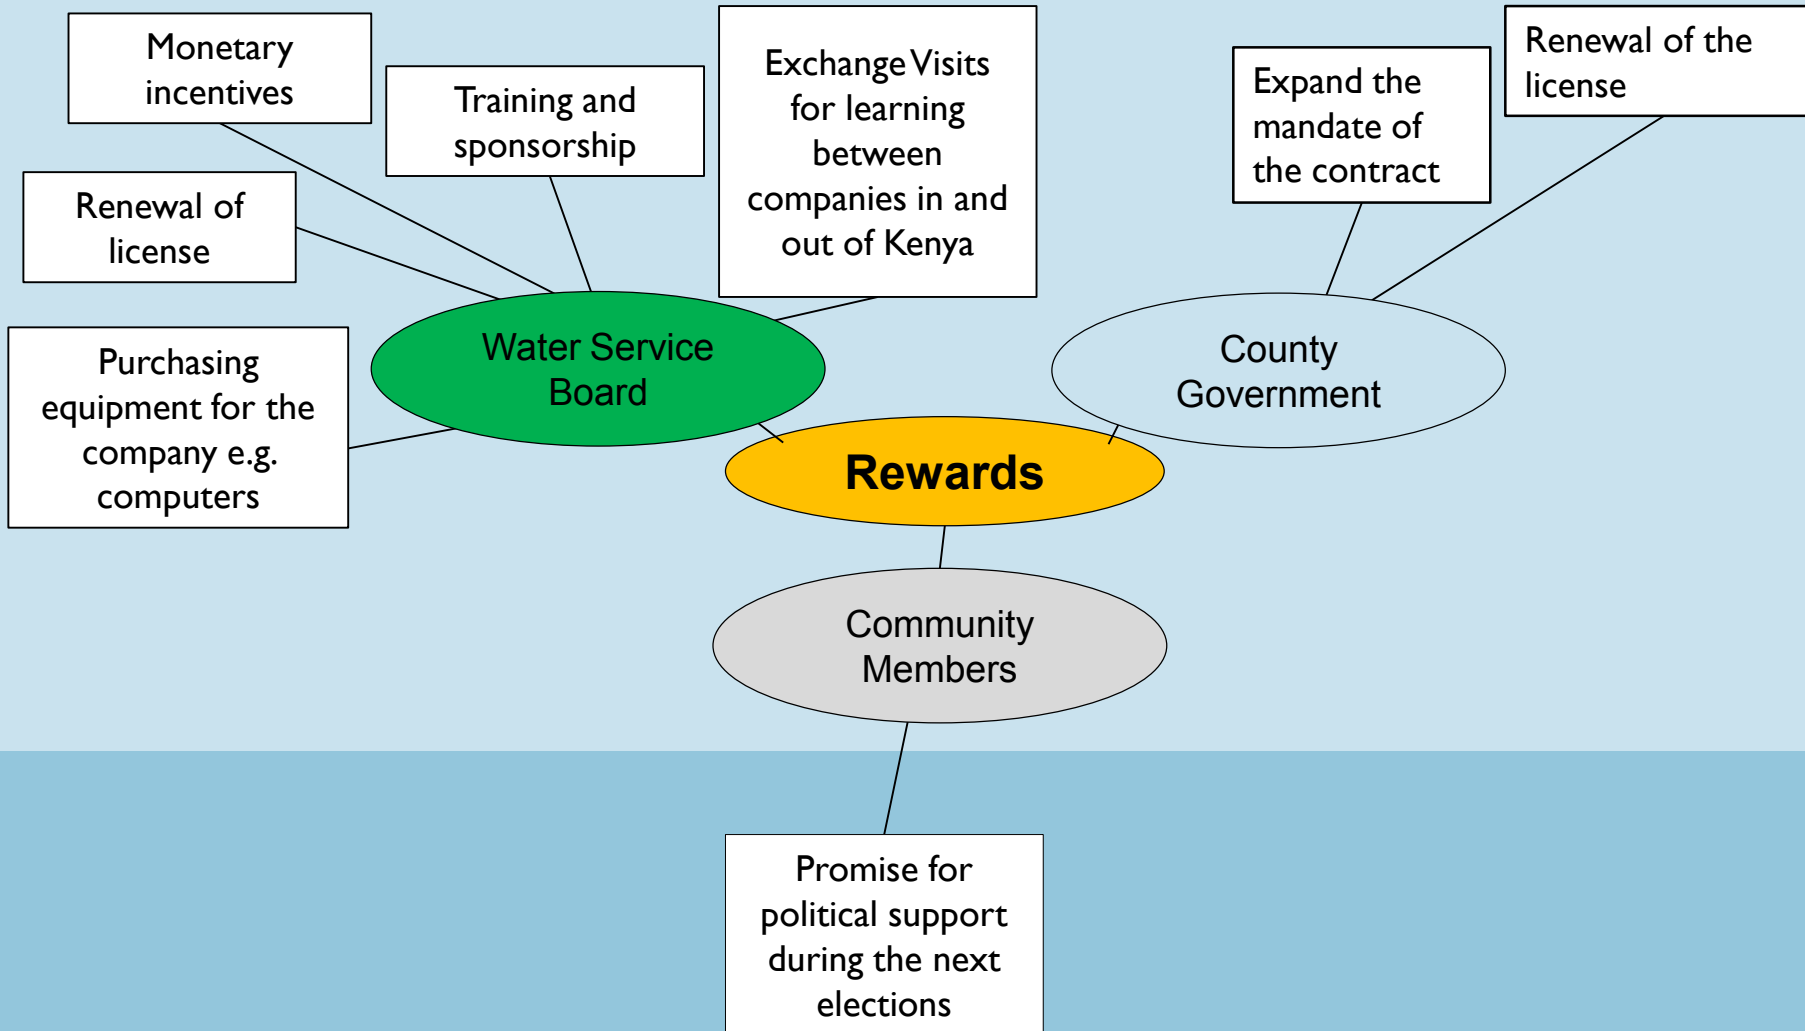 Monetary
incentives
Training and
sponsorship
Exchange Visits
for learning
between
companies in and
out of Kenya
Expand the
mandate of
the contract
Renewal of the
license
Renewal of
license
Purchasing
equipment for the
company e.g.
computers
Water Service
Board
County
Government
Rewards
Community
Members
Promise for
political support
during the next
elections